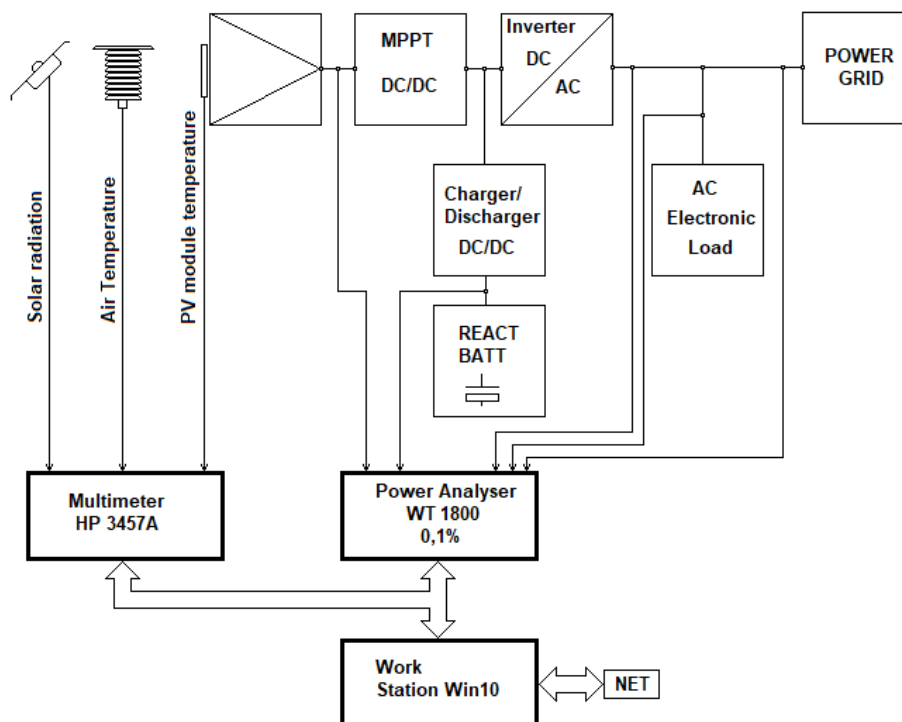 MPPT
DC/DC
Inverter
DC
AC
POWER
GRID
Charger/
Discharger
DC/DC
AC
Electronic
Load
REACT
BATT
Solar radiation
Air Temperature
PV module temperature
Multimeter
HP 3457A
Power Analyser
WT 1800
0,1%
Work
Station Win10
NET